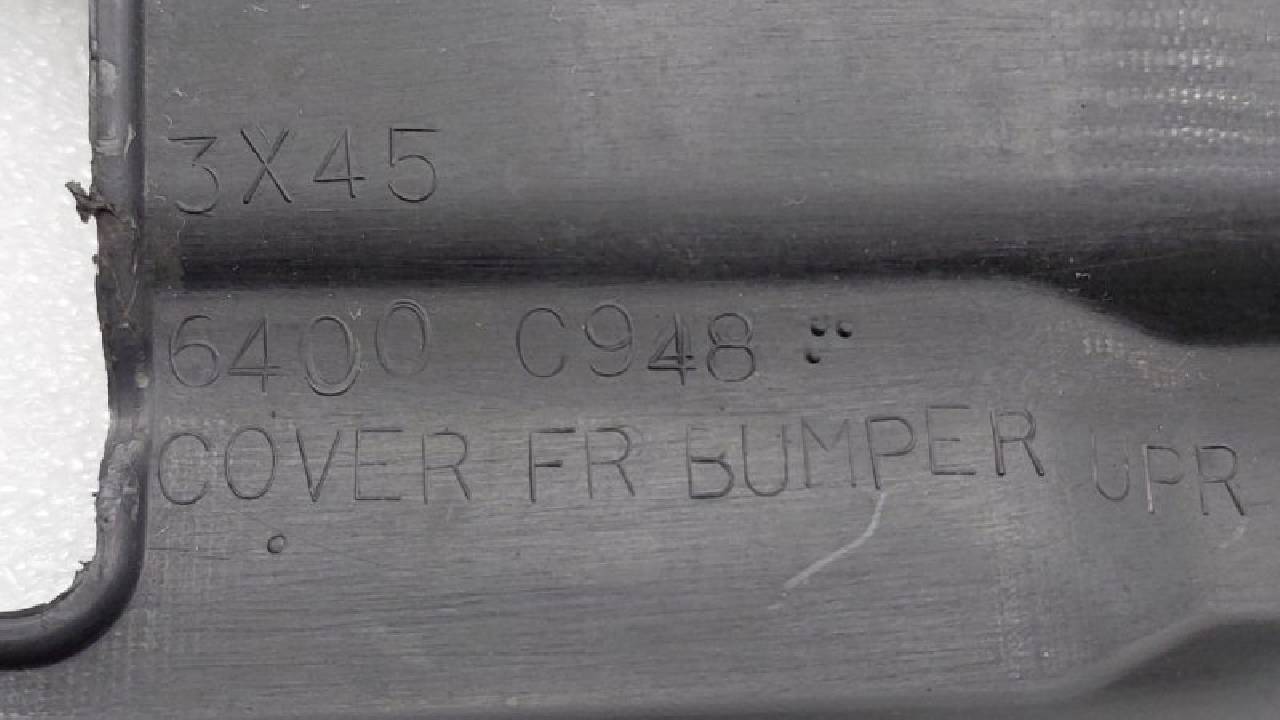 3X45
6400 C948
COVER FR BUMPER UPR